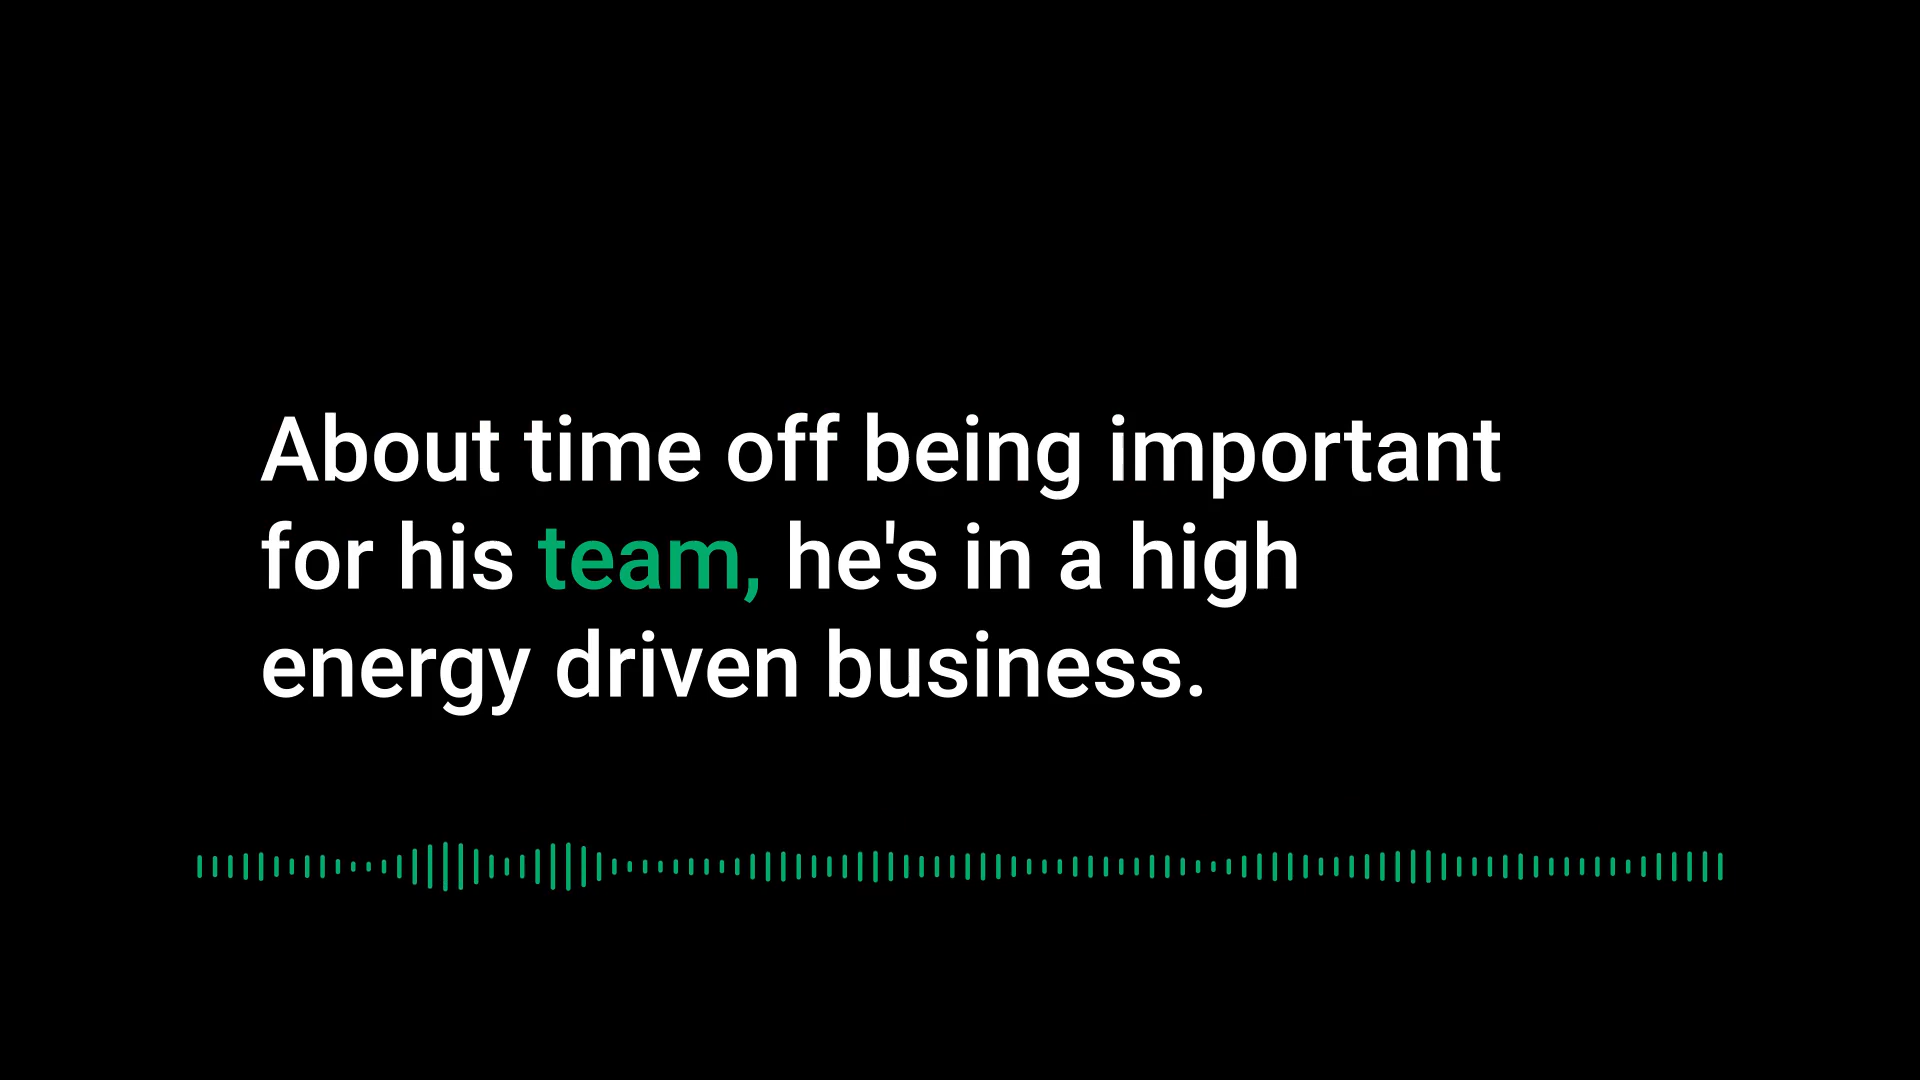 About time off being important
for his team, he's in a high
energy driven business.